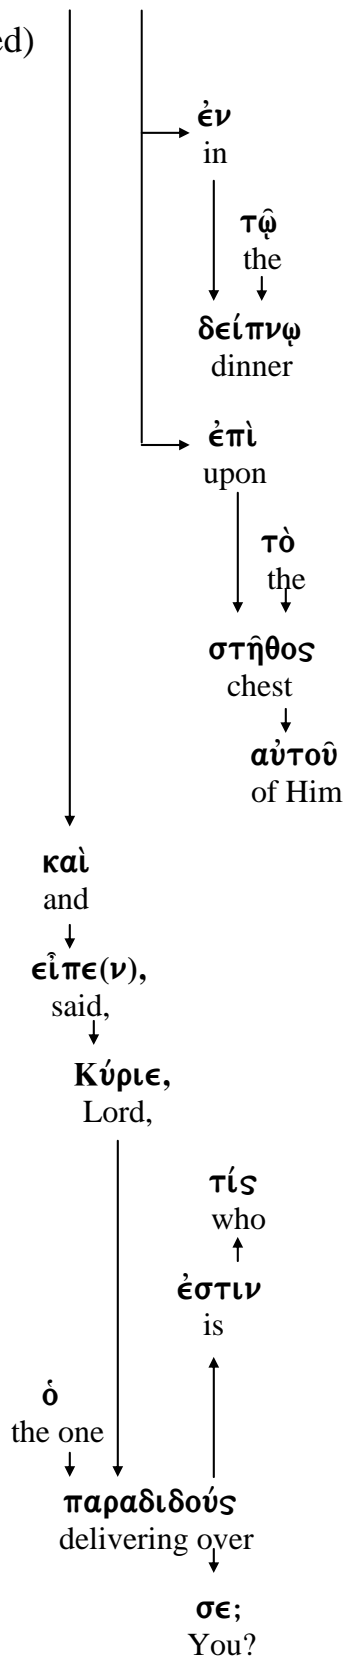 ed)
ἐν
in
τῷ
the
δείπνῳ
dinner
ἐπὶ
upon
τὸ
the
στῆθος
chest
αὐτοῦ
of Him
καὶ
and
εἶπε(ν),
said,
Κύριε,
Lord,
τίς
who
ἐστιν
is
ὁ
the one
παραδιδούς
delivering over
σε;
You?